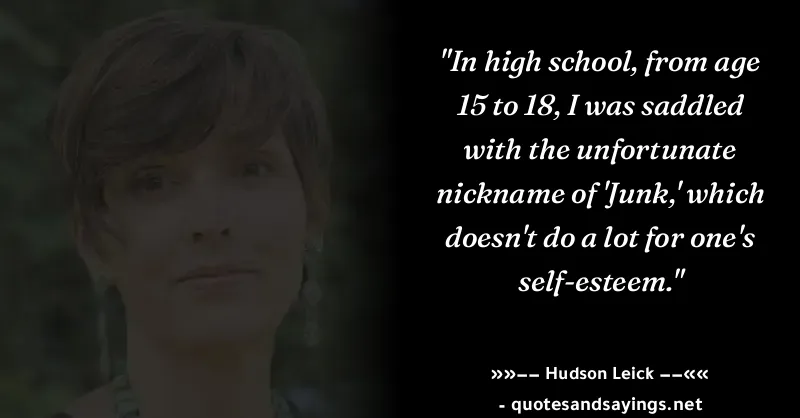 "In high school, from age
15 to 18, I was saddled
with the unfortunate
nickname of 'Junk,' which
doesn't do a lot for one's
self-esteem."
»»—— Hudson Leick ——««
- quotesandsayings.net